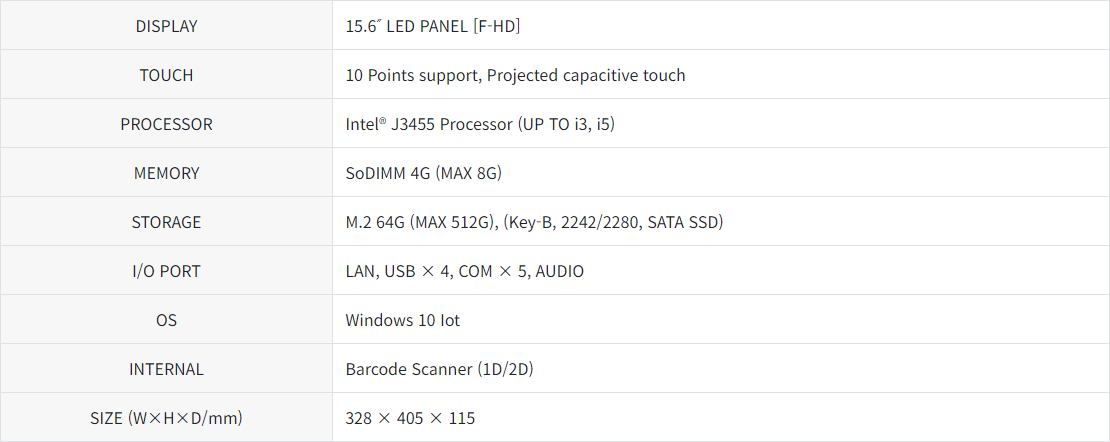 DISPLAY 15.6˝ LED PANEL [F-HD]
TOUCH 10 Points support, Projected capacitive touch
PROCESSOR Intel® J3455 Processor (UP TO i3, i5)
MEMORY SoDIMM 4G (MAX 8G)
STORAGE M.2 64G (MAX 512G), (Key-B, 2242/2280, SATA SSD)
I/O PORT LAN, USB × 4, COM × 5, AUDIO
OS Windows 10 Iot
INTERNAL Barcode Scanner (1D/2D)
SIZE (W×H×D/mm) 328 × 405 × 115